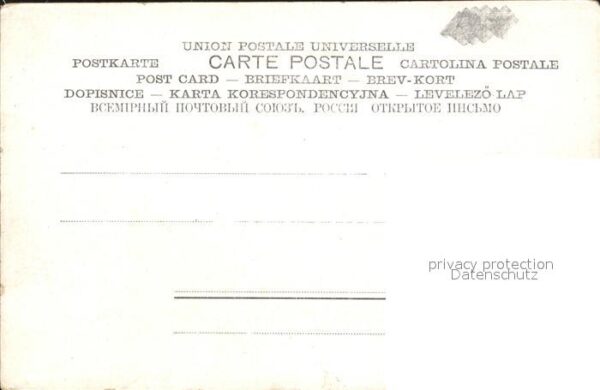 UNION POSTALE UNIVERSELLE
POSTKARTE CARTE POSTALE CARTOLINA POSTALE
POST CARD — BRIEFKAART — BREV-KORT
DOPISNICE — KARTA KORESPONDENCYJNA — LEVELEZŐ-LAP
ВСЕМІРНЫЙ ПОЧТОВЫЙ СОЮЗЪ. РОССІЯ ОТКРЫТОЕ ПИСЬМО
privacy protection
Datenschutz